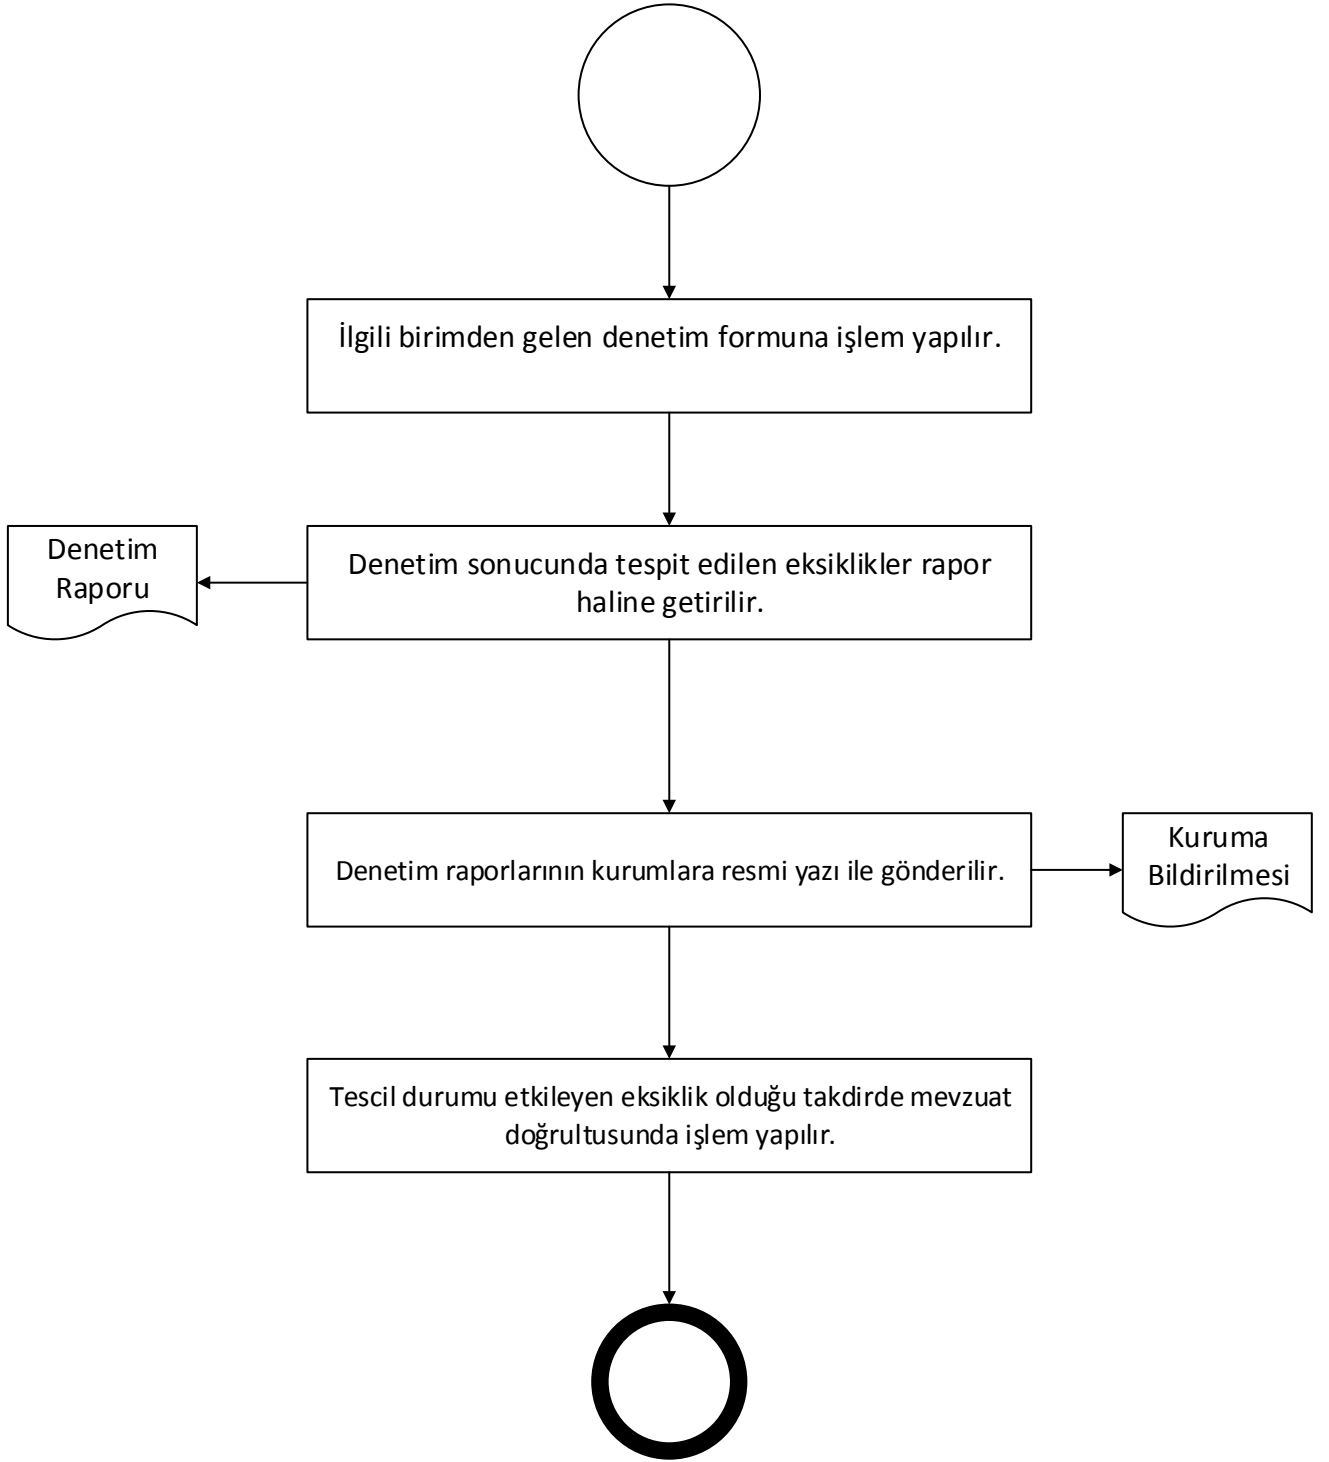 İlgili birimden gelen denetim formuna işlem yapılır.
Denetim
Raporu
Denetim sonucunda tespit edilen eksiklikler rapor
haline getirilir.
Denetim raporlarının kurumlara resmi yazı ile gönderilir.
Kuruma
Bildirilmesi
Tescil durumu etkileyen eksiklik olduğu takdirde mevzuat
doğrultusunda işlem yapılır.